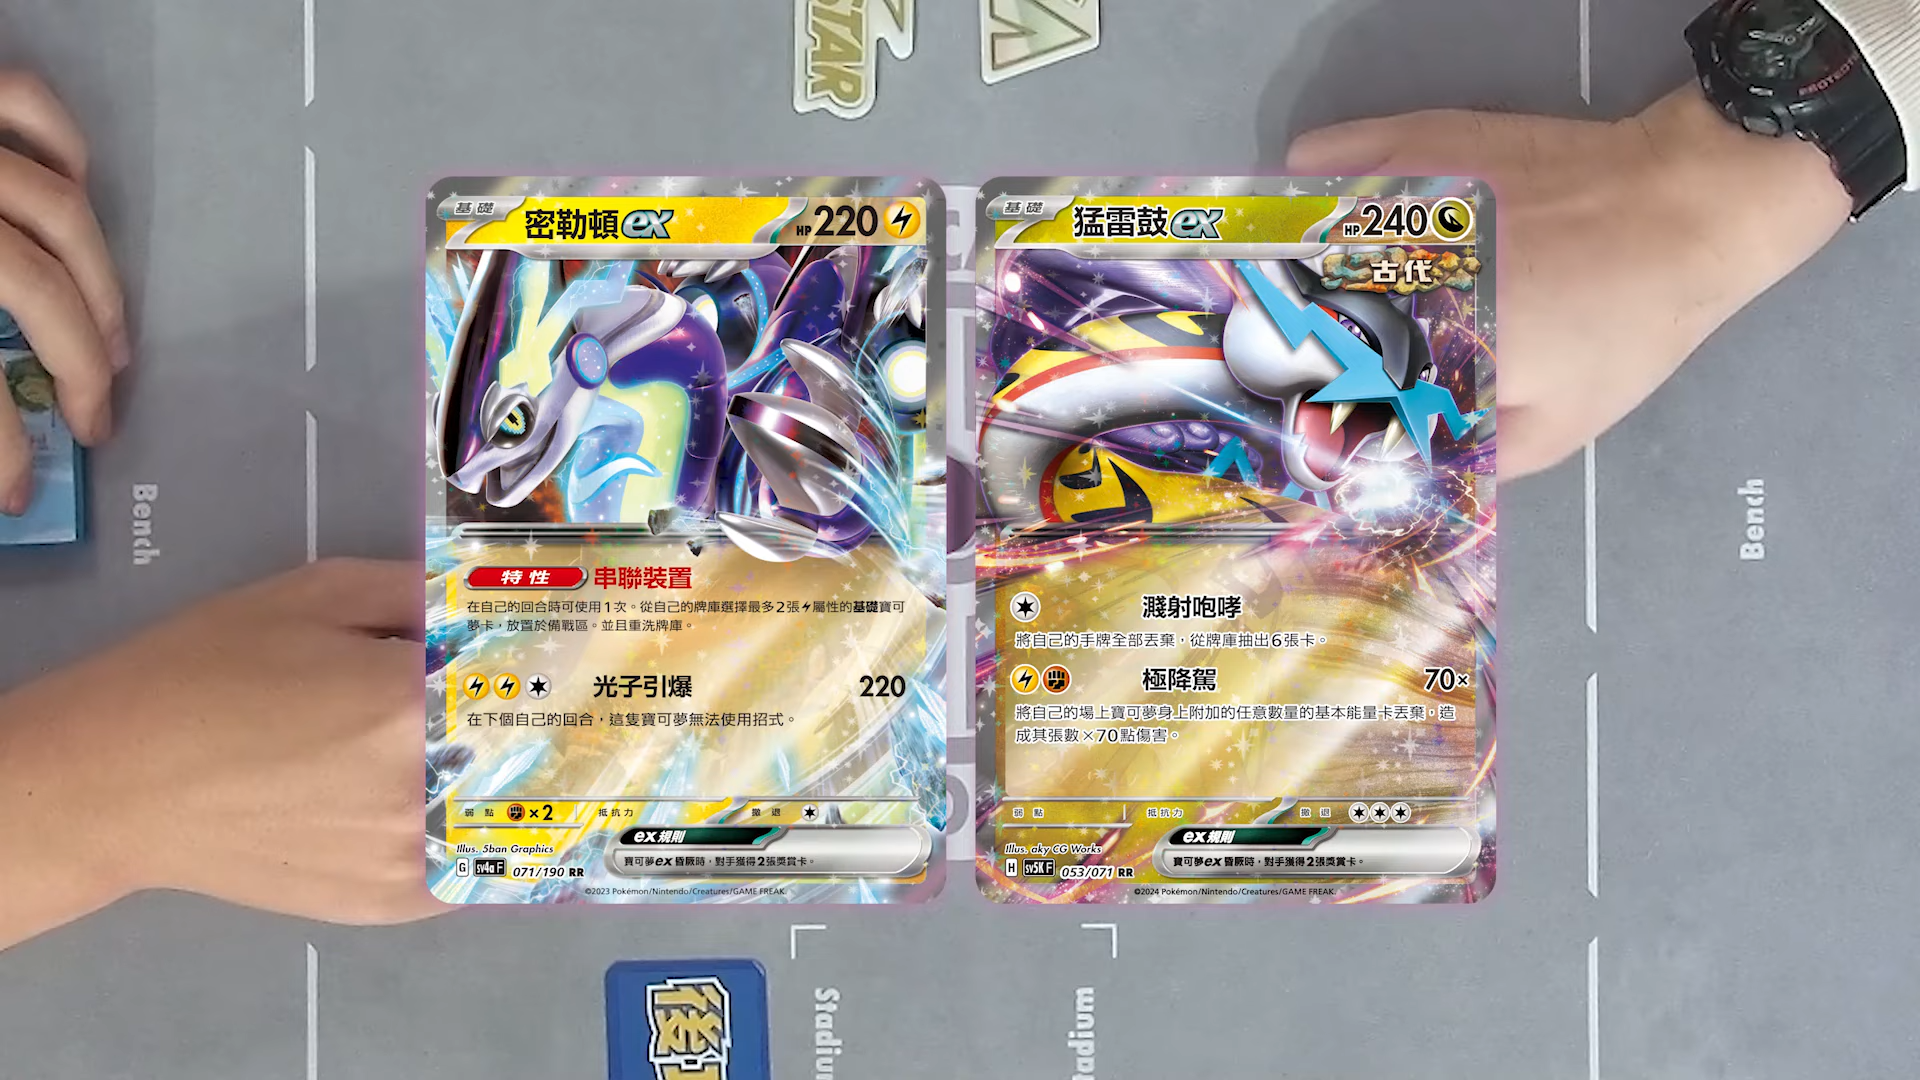 STAR
PROTECTION
Bench
Bench
基礎
密勒頓ex
HP220
特性 串聯裝置
在自己的回合時可使用1次。從自己的牌庫選擇最多2張屬性的基礎寶可
夢卡,放置於備戰區。並且重洗牌庫。
光子引爆 220
在下個自己的回合,這隻寶可夢無法使用招式。
弱點 ×2 抵抗力 撤退
ex規則
寶可夢ex昏厥時,對手獲得2張獎賞卡。
Illus. 5ban Graphics
G sv4a F 071/190 RR
©2023 Pokémon/Nintendo/Creatures/GAME FREAK.
基礎
猛雷鼓ex
HP240
古代
濺射咆哮
將自己的手牌全部丟棄,從牌庫抽出6張卡。
極降駕 70×
將自己的場上寶可夢身上附加的任意數量的基本能量卡丟棄,造
成其張數×70點傷害。
弱點 抵抗力 撤退
ex規則
寶可夢ex昏厥時,對手獲得2張獎賞卡。
Illus. aky CG Works
H sv5K F 053/071 RR
©2024 Pokémon/Nintendo/Creatures/GAME FREAK.
後
Stadium
Stadium